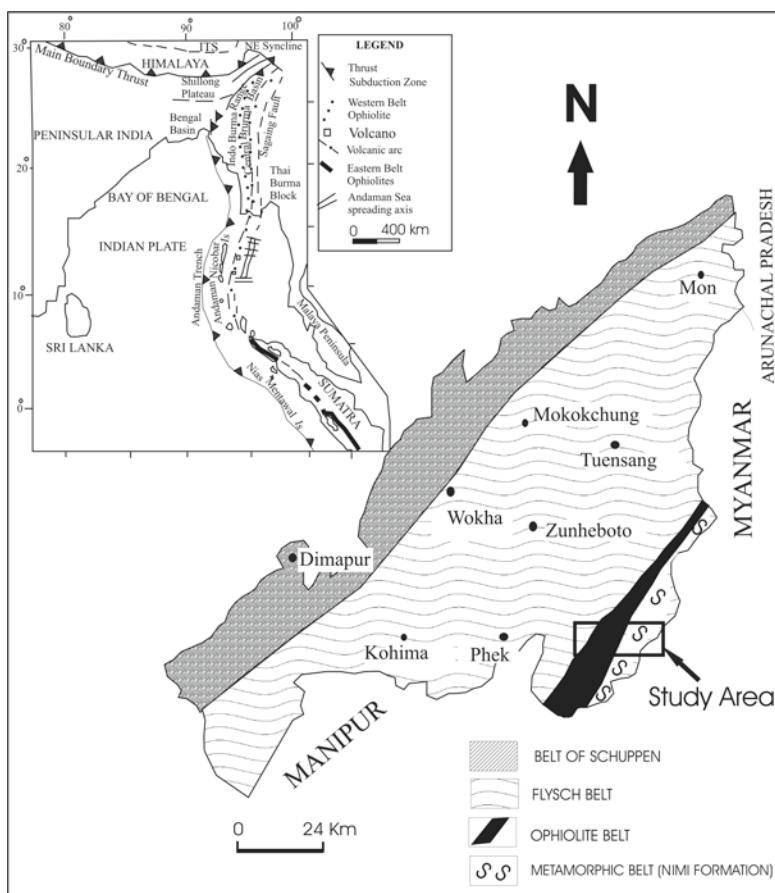 80°
90°
100°
30°
20°
10°
0°
ITS
NE Syncline
Main Boundary Thrust
HIMALAYA
Shillong
Plateau
Bengal
Basin
Indo Burma Range
Central Burma Basin
Sagaing Fault
PENINSULAR INDIA
Thai
Burma
Block
BAY OF BENGAL
INDIAN PLATE
Andaman Trench
Andaman Nicobar Is
Malaya Peninsula
SRI LANKA
Nias Mentawal Is
SUMATRA
LEGEND
Thrust
Subduction Zone
Western Belt
Ophiolite
Volcano
Volcanic arc
Eastern Belt
Ophiolites
Andaman Sea
spreading axis
0 400 km
N
ARUNACHAL PRADESH
Mon
Mokokchung
Tuensang
MYANMAR
Wokha
Zunheboto
Dimapur
Kohima
Phek
S
S
S
S
S
Study Area
MANIPUR
0 24 Km
BELT OF SCHUPPEN
FLYSCH BELT
OPHIOLITE BELT
S S METAMORPHIC BELT (NIMI FORMATION)